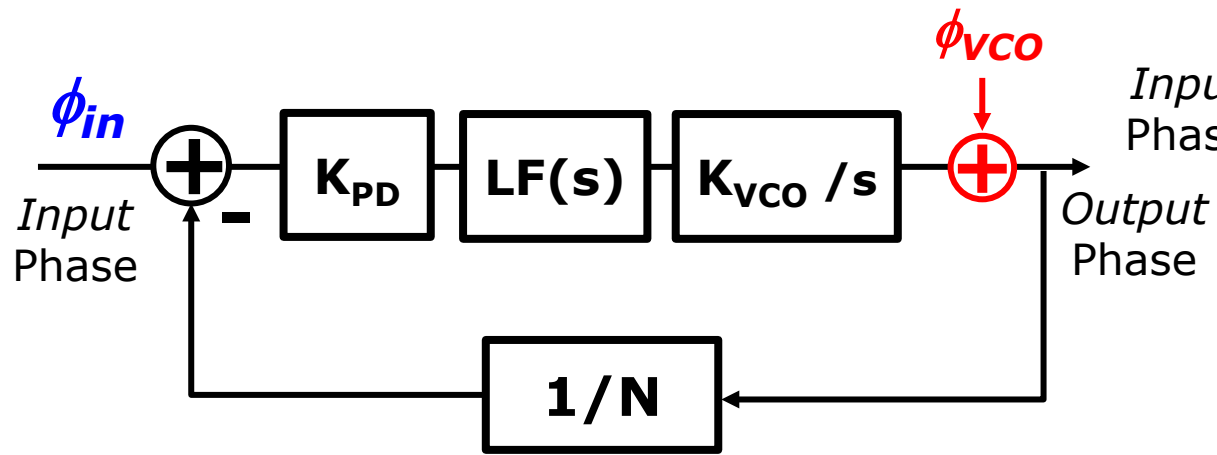 ϕVCO
ϕin
Inpu
Phas
+
KPD
LF(s)
KVCO /s
+
-
Input
Phase
Output
Phase
1/N